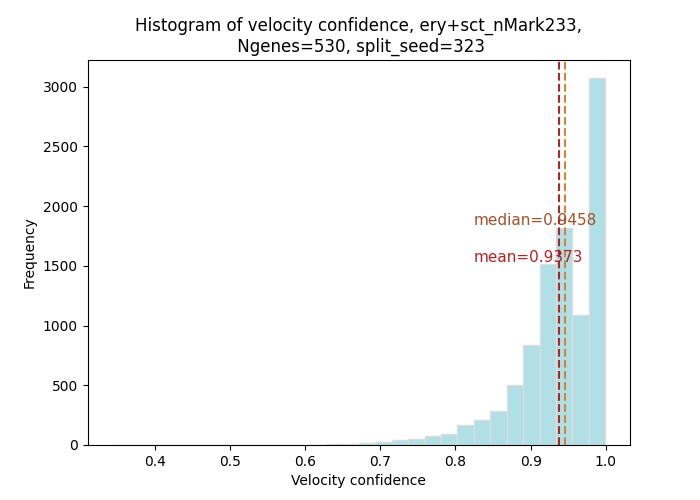 Histogram of velocity confidence, ery+sct_nMark233,
Ngenes=530, split_seed=323
Frequency
3000
2500
2000
1500
1000
500
0
median=0.9458
mean=0.9373
0.4 0.5 0.6 0.7 0.8 0.9 1.0
Velocity confidence